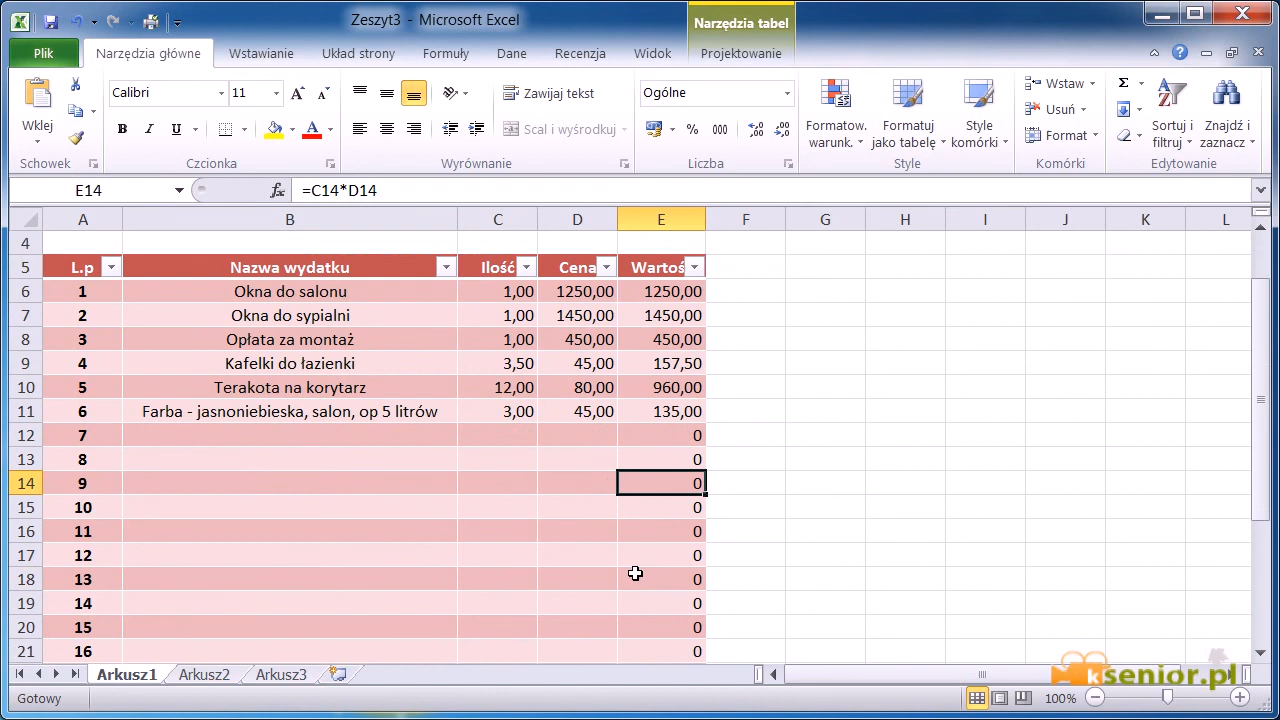 Zeszyt3 - Microsoft Excel
Narzędzia tabel
Plik
Narzędzia główne
Wstawianie
Układ strony
Formuły
Dane
Recenzja
Widok
Projektowanie
Wklej
Schowek
Calibri
11
B I U
Czcionka
Zawijaj tekst
Scal i wyśrodkuj
Wyrównanie
Ogólne
% 000
Liczba
Formatow. warunk.
Formatuj jako tabelę
Style komórki
Style
Wstaw
Usuń
Format
Komórki
Sortuj i filtruj
Znajdź i zaznacz
Edytowanie
E14
fx
=C14*D14
A B C D E F G H I J K L
4
5 L.p Nazwa wydatku Ilość Cena Wartoś
6 1 Okna do salonu 1,00 1250,00 1250,00
7 2 Okna do sypialni 1,00 1450,00 1450,00
8 3 Opłata za montaż 1,00 450,00 450,00
9 4 Kafelki do łazienki 3,50 45,00 157,50
10 5 Terakota na korytarz 12,00 80,00 960,00
11 6 Farba - jasnoniebieska, salon, op 5 litrów 3,00 45,00 135,00
12 7 0
13 8 0
14 9 0
15 10 0
16 11 0
17 12 0
18 13 0
19 14 0
20 15 0
21 16 0
Arkusz1 Arkusz2 Arkusz3
ksenior.pl
Gotowy
100%